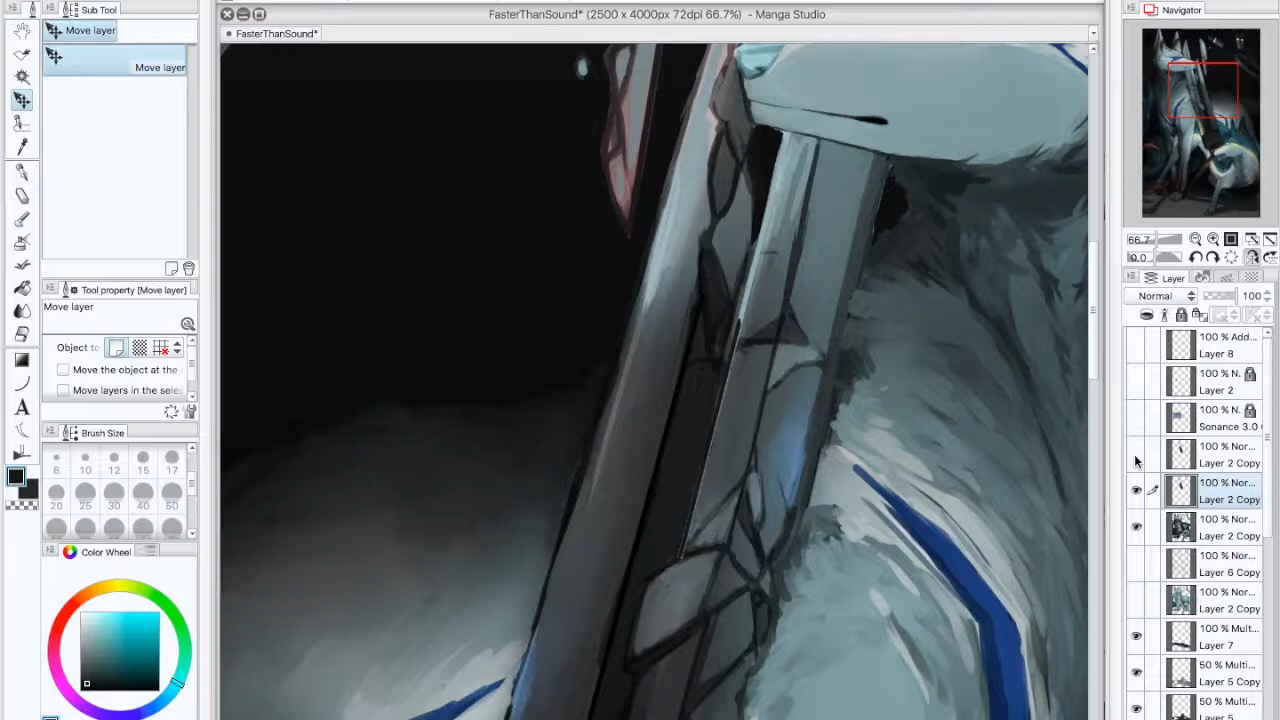 Sub Tool
FasterThanSound* (2500 x 4000px 72dpi 66.7%) - Manga Studio
Navigator
Move layer
FasterThanSound*
Move layer
66.7
0.0
Tool property [Move layer]
Layer
Move layer
Normal
100
Object to
Move the object at the
Move layers in the selec
100 % Add...
Layer 8
100 % N.
Layer 2
100 % N.
Sonance 3.0
Brush Size
100 % Nor...
Layer 2 Copy
8 10 12 15 17
100 % Nor...
Layer 2 Copy
20 25 30 40 50
100 % Nor...
Layer 2 Copy
Color Wheel
100 % Nor...
Layer 6 Copy
100 % Nor...
Layer 2 Copy
100 % Mult...
Layer 7
50 % Multi...
Layer 5 Copy
50 % Multi...
Layer 5